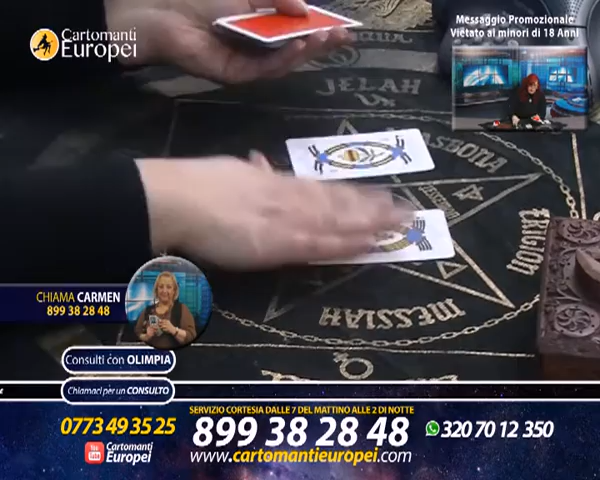 Cartomanti
Europei
Messaggio Promozionale
Vietato ai minori di 18 Anni
JELAH
MESSIAH
CHIAMA CARMEN
899 38 28 48
Consulti con OLIMPIA
Chiamaci per un CONSULTO
SERVIZIO CORTESIA DALLE 7 DEL MATTINO ALLE 2 DI NOTTE
0773 49 35 25
899 38 28 48
320 70 12 350
You Tube
Cartomanti
Europei
www.cartomantieuropei.com